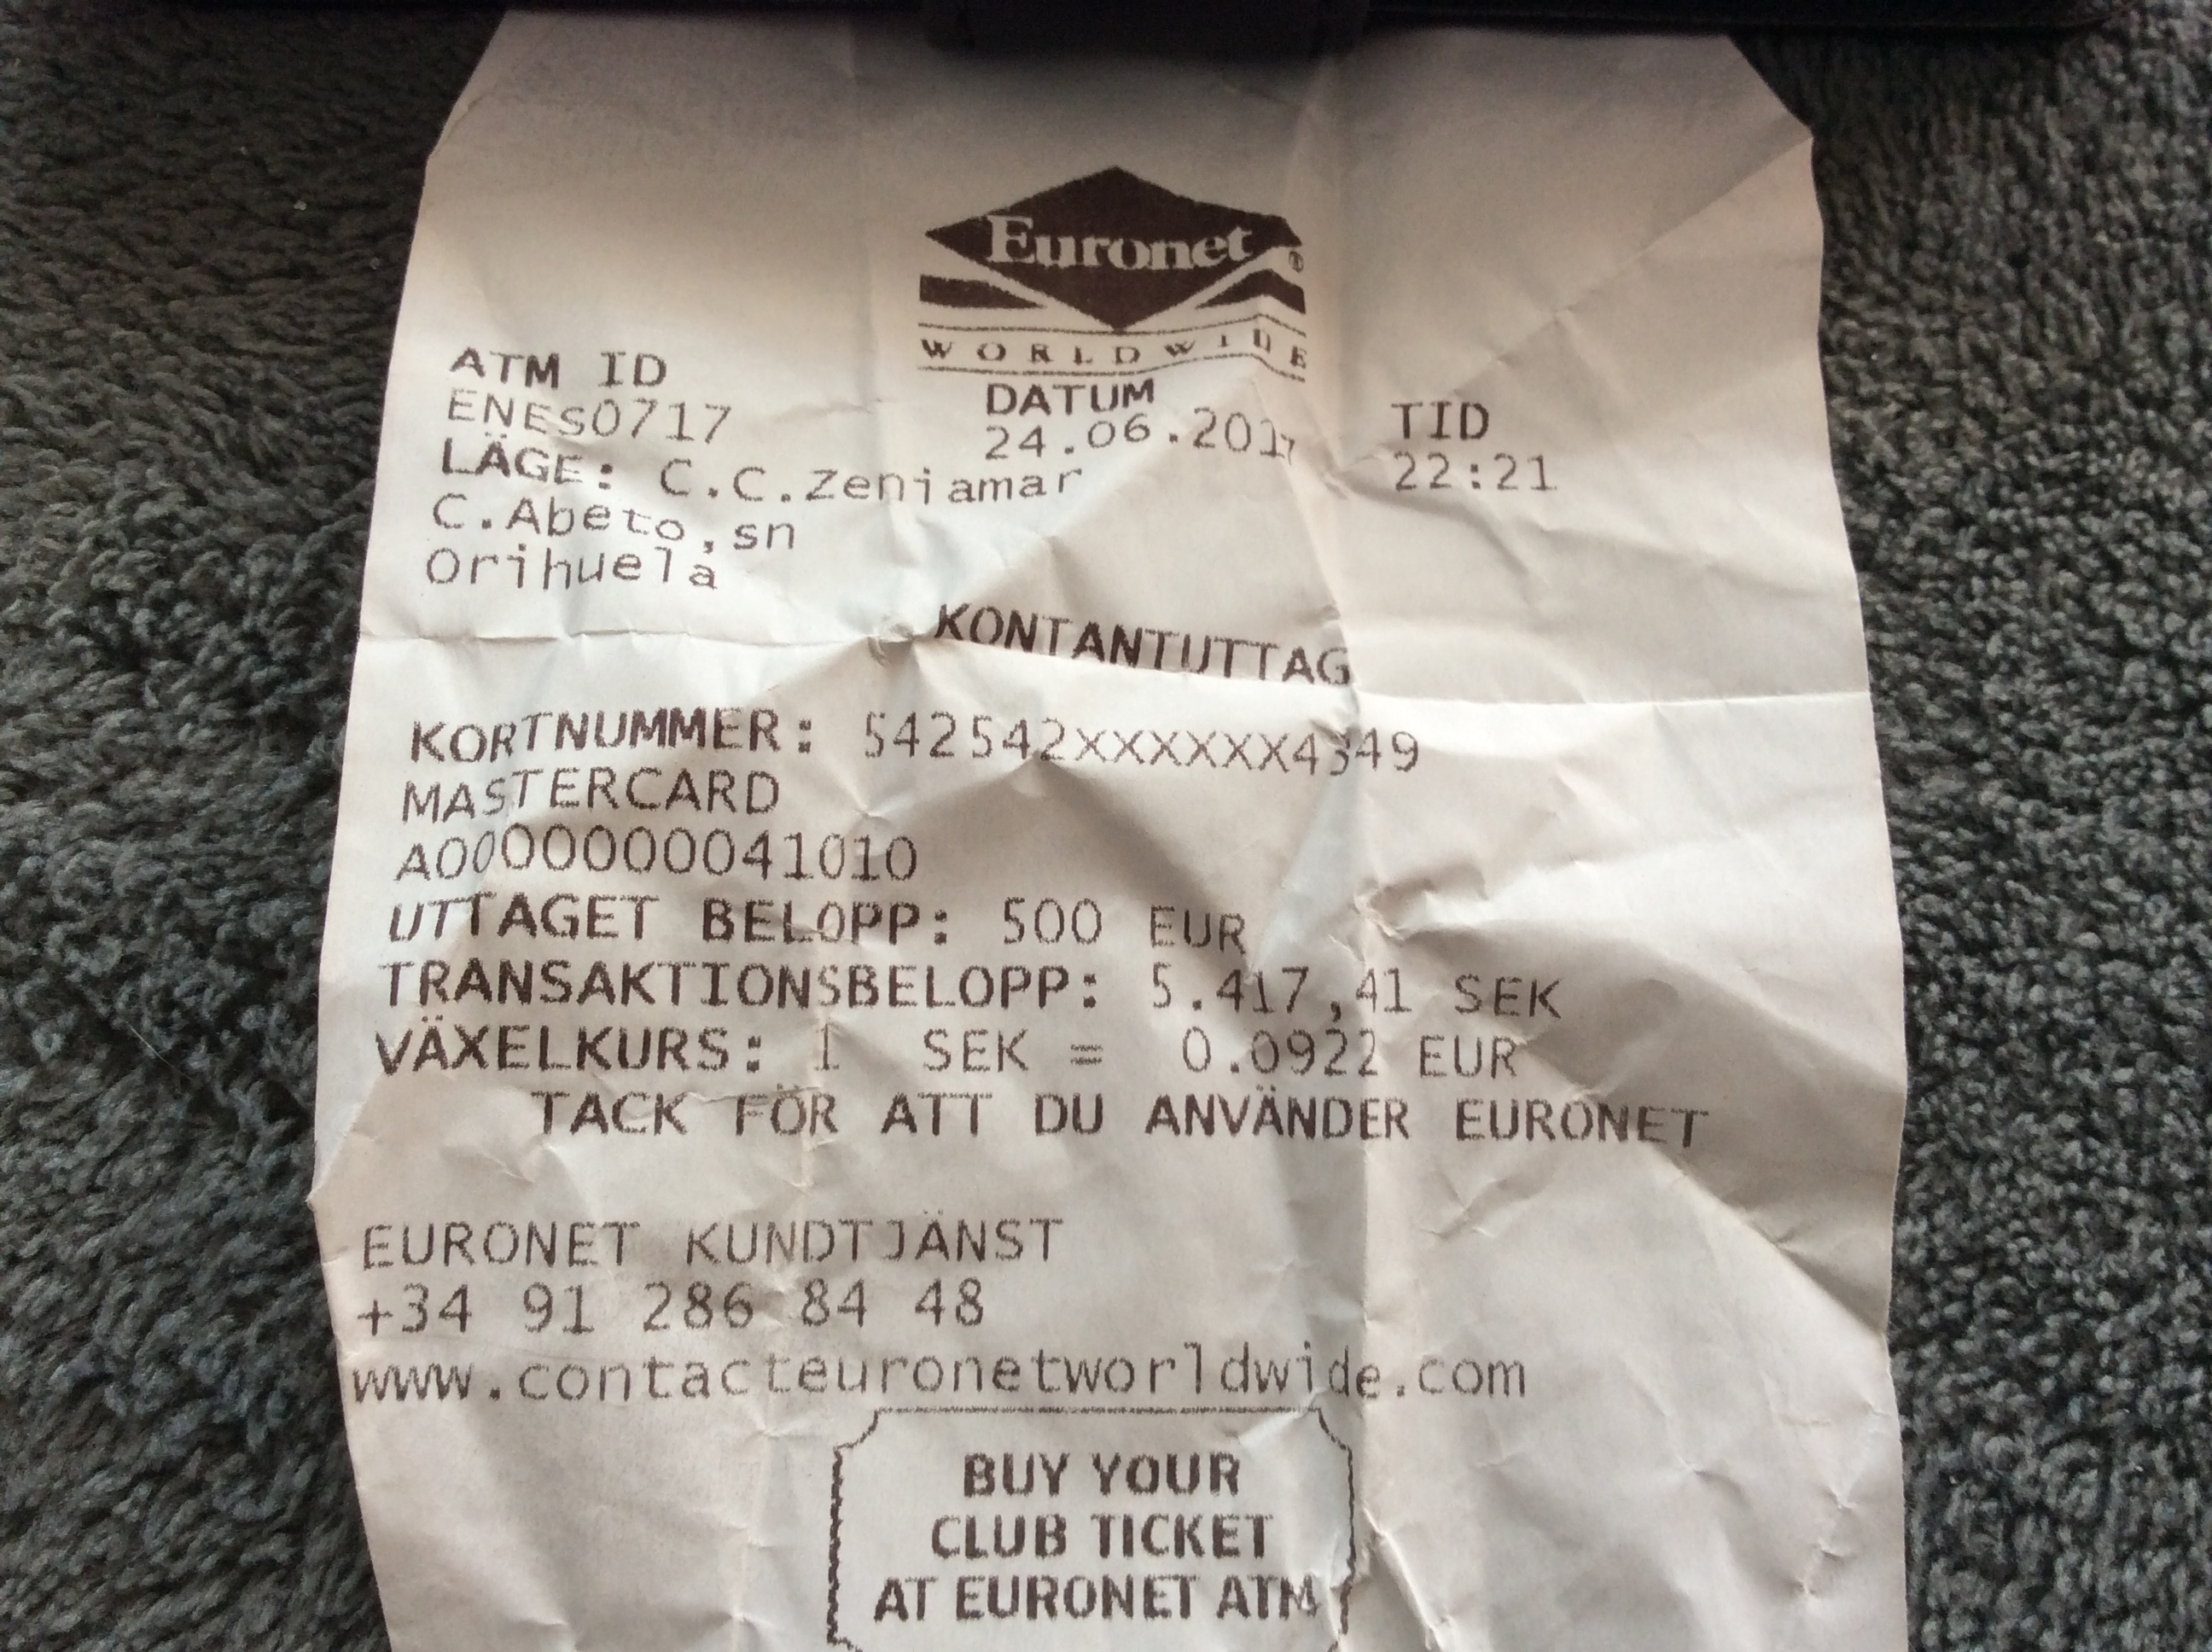 Euronet
WORLDWIDE
ATM ID DATUM TID
ENES0717 24.06.2017 22:21
LÄGE: C.C.Zeniamar
C.Abeto,sn
Orihuela
KONTANTUTTAG
KORTNUMMER: 542542XXXXXX4349
MASTERCARD
A0000000041010
UTTAGET BELOPP: 500 EUR
TRANSAKTIONSBELOPP: 5.417,41 SEK
VÄXELKURS: 1 SEK = 0.0922 EUR
TACK FÖR ATT DU ANVÄNDER EURONET
EURONET KUNDTJÄNST
+34 91 286 84 48
www.contacteuronetworldwide.com
BUY YOUR
CLUB TICKET
AT EURONET ATM